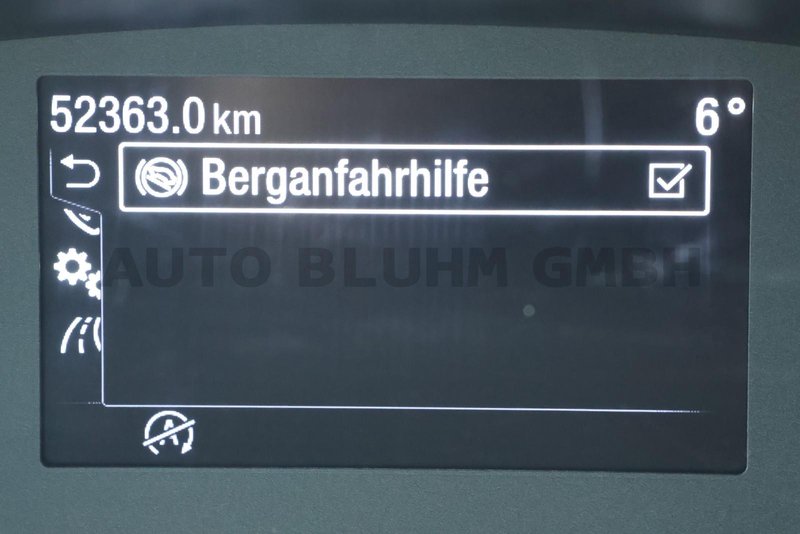 52363.0 km
6°
Berganfahrhilfe
AUTO BLUHM GMBH
A